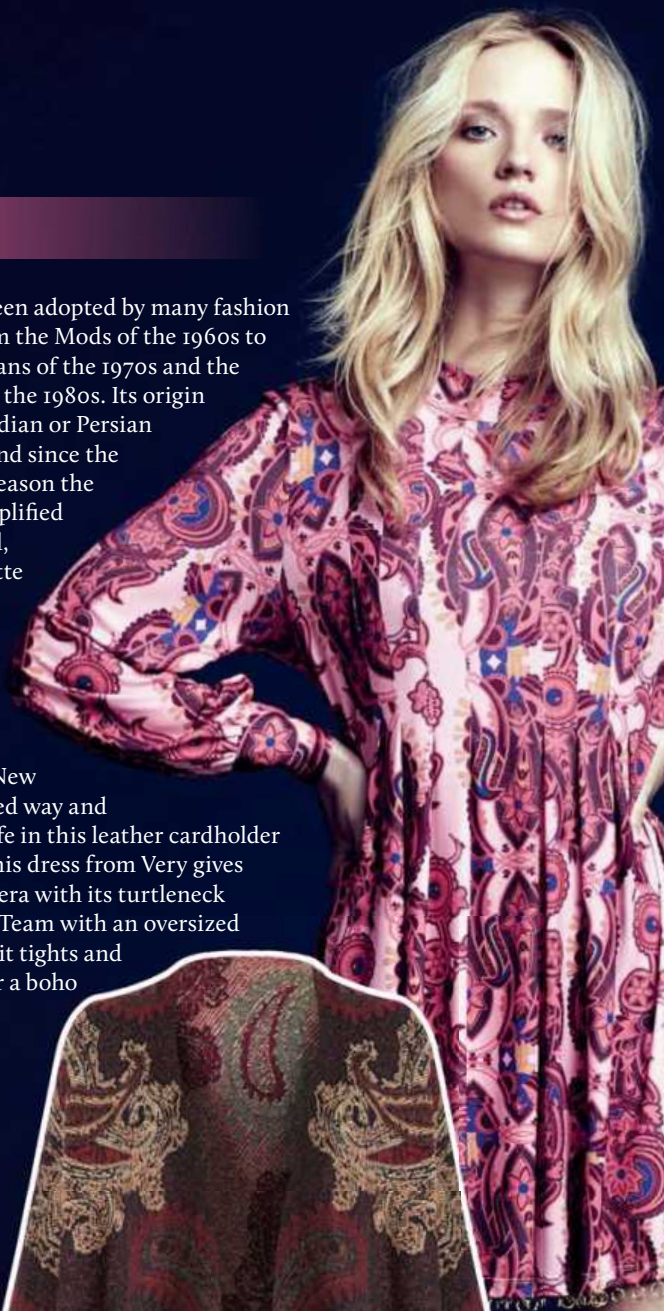 een adopted by many fashion
m the Mods of the 1960s to
ans of the 1970s and the
the 1980s. Its origin
dian or Persian
nd since the
eason the
plified
l,
tte
New
ed way and
fe in this leather cardholder
his dress from Very gives
era with its turtleneck
Team with an oversized
it tights and
r a boho